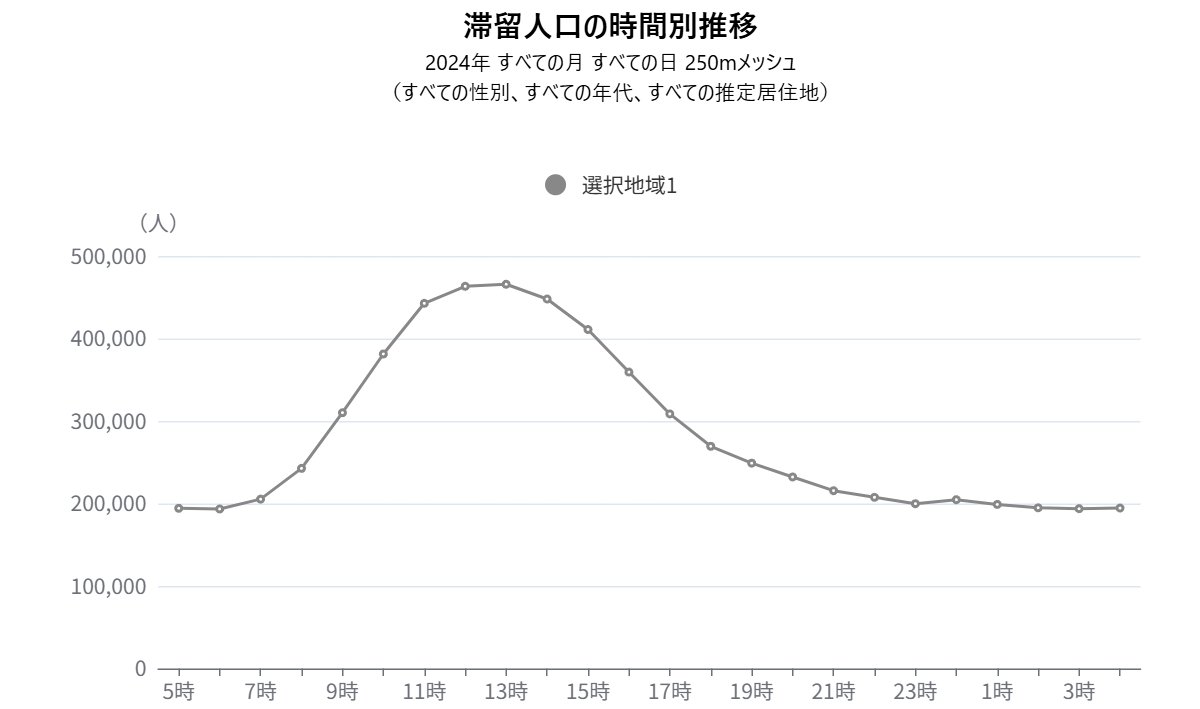 滞留人口の時間別推移
2024年 すべての月 すべての日 250mメッシュ
（すべての性別、すべての年代、すべての推定居住地）
選択地域1
（人）
500,000
400,000
300,000
200,000
100,000
0
5時 7時 9時 11時 13時 15時 17時 19時 21時 23時 1時 3時